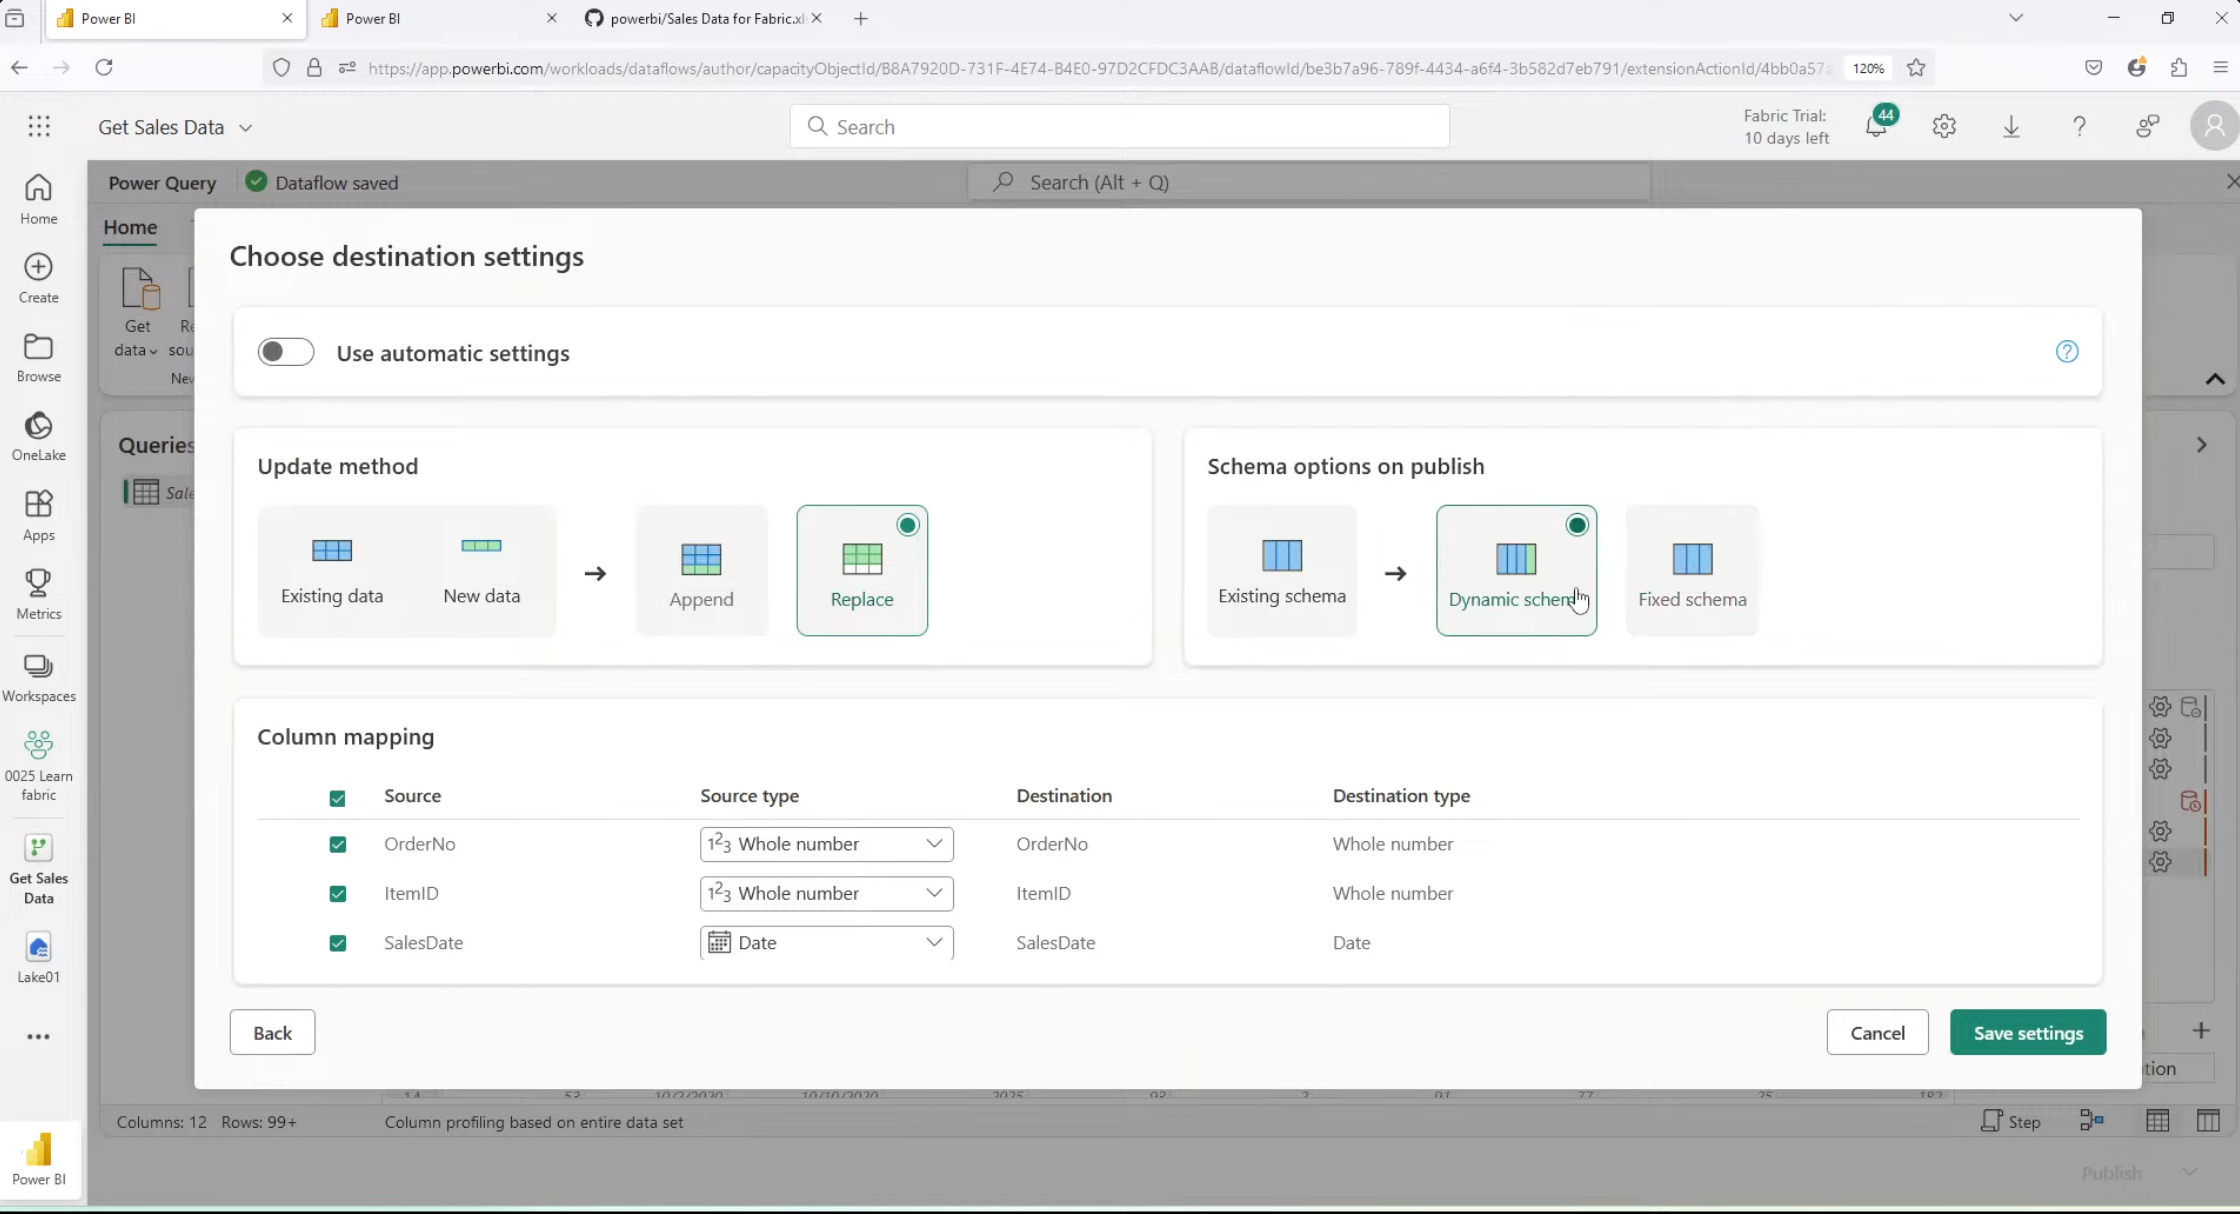 Power BI
Power BI
powerbi/Sales Data for Fabric.xl
https://app.powerbi.com/workloads/dataflows/author/capacityObjectId/B8A7920D-731F-4E74-B4E0-97D2CFDC3AAB/dataflowId/be3b7a96-789f-4434-a6f4-3b582d7eb791/extensionActionId/4bb0a57a
120%
Get Sales Data
Search
Fabric Trial:
10 days left
44
Home
Create
Browse
OneLake
Apps
Metrics
Workspaces
0025 Learn
fabric
Get Sales
Data
Lake01
Power BI
Power Query
Dataflow saved
Search (Alt + Q)
Home
Get
data
Queries
Choose destination settings
Use automatic settings
Update method
Existing data
New data
Append
Replace
Schema options on publish
Existing schema
Dynamic schem
Fixed schema
Column mapping
Source
Source type
Destination
Destination type
OrderNo
Whole number
OrderNo
Whole number
ItemID
Whole number
ItemID
Whole number
SalesDate
Date
SalesDate
Date
Back
Cancel
Save settings
Columns: 12 Rows: 99+
Column profiling based on entire data set
Step
Publish